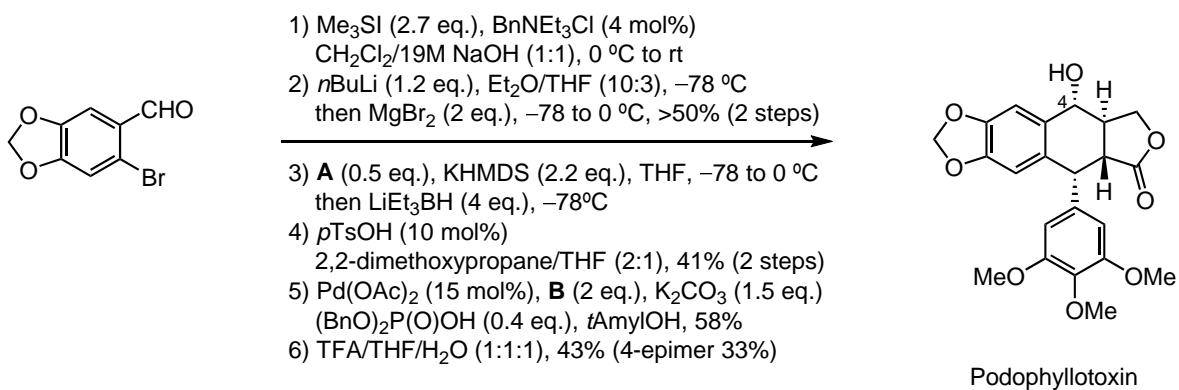 1) Me₃SI (2.7 eq.), BnNEt₃Cl (4 mol%)
CH₂Cl₂/19M NaOH (1:1), 0 ºC to rt
2) nBuLi (1.2 eq.), Et₂O/THF (10:3), –78 ºC
then MgBr₂ (2 eq.), –78 to 0 ºC, >50% (2 steps)
3) A (0.5 eq.), KHMDS (2.2 eq.), THF, –78 to 0 ºC
then LiEt₃BH (4 eq.), –78ºC
4) pTsOH (10 mol%)
2,2-dimethoxypropane/THF (2:1), 41% (2 steps)
5) Pd(OAc)₂ (15 mol%), B (2 eq.), K₂CO₃ (1.5 eq.)
(BnO)₂P(O)OH (0.4 eq.), tAmylOH, 58%
6) TFA/THF/H₂O (1:1:1), 43% (4-epimer 33%)
O
CHO
O
Br
HO
H
4
O
O
O
H
O
MeO
OMe
OMe
Podophyllotoxin